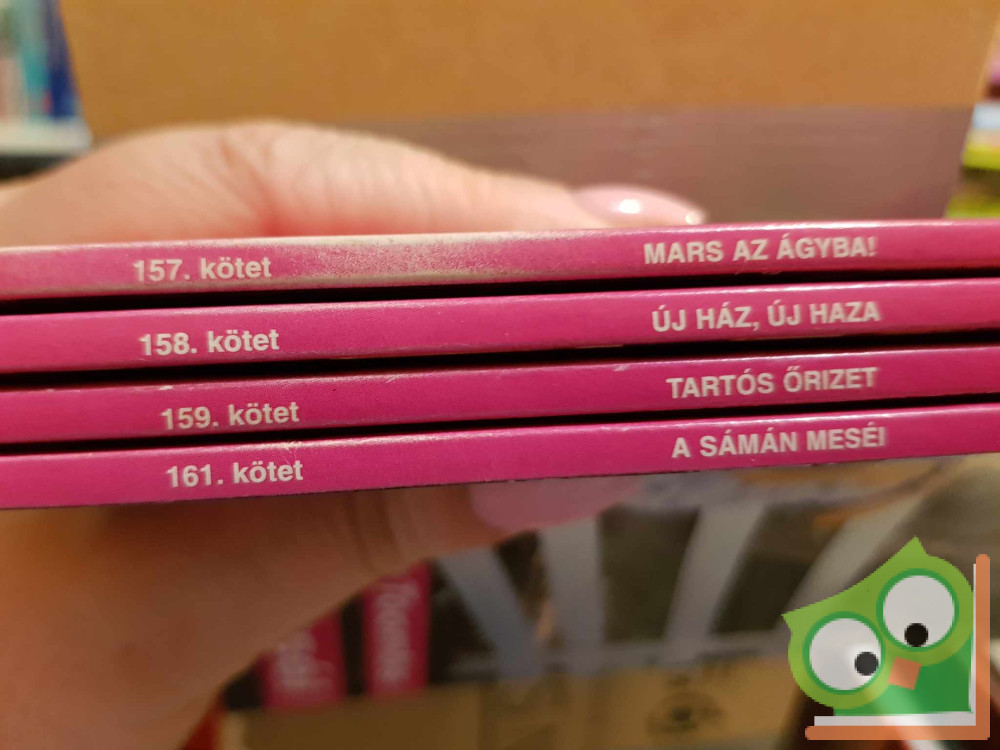 157. kötet MARS AZ ÁGYBA!
158. kötet ÚJ HÁZ, ÚJ HAZA
159. kötet TARTÓS ŐRIZET
161. kötet A SÁMÁN MESÉI